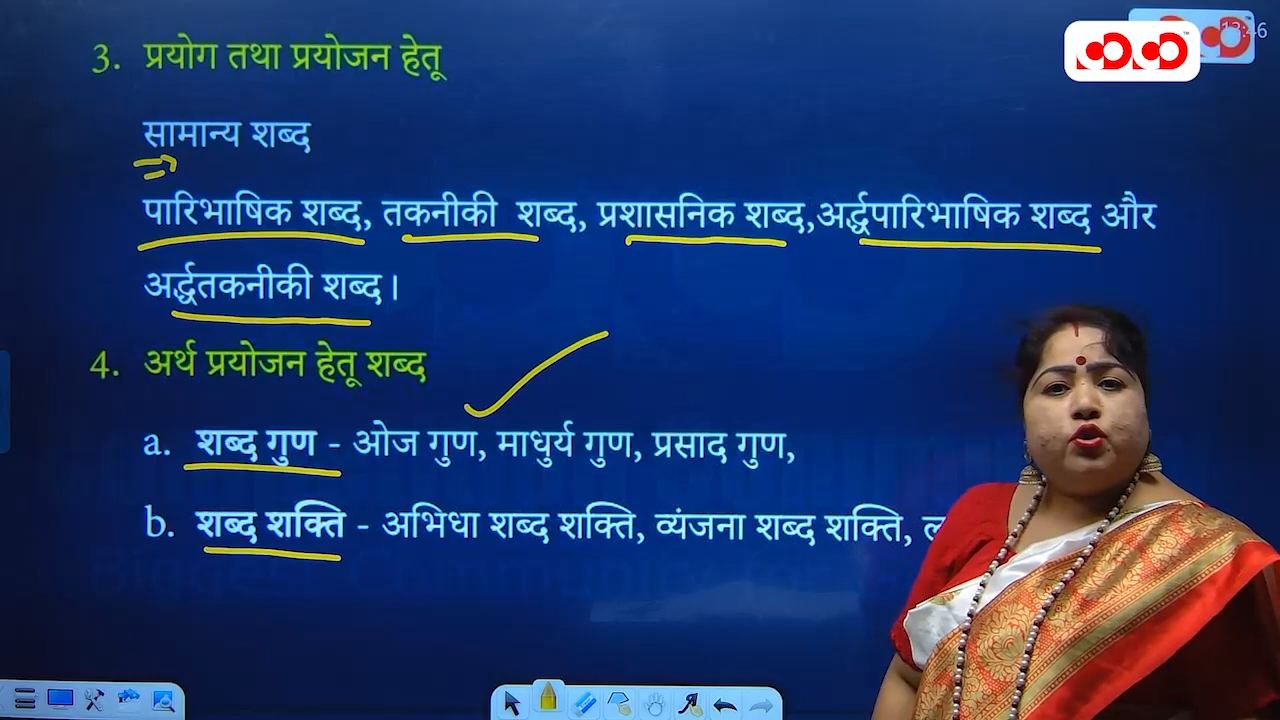 3. प्रयोग तथा प्रयोजन हेतू
सामान्य शब्द
पारिभाषिक शब्द, तकनीकी शब्द, प्रशासनिक शब्द,अर्द्धपारिभाषिक शब्द और
अर्द्धतकनीकी शब्द।
4. अर्थ प्रयोजन हेतू शब्द
a. शब्द गुण - ओज गुण, माधुर्य गुण, प्रसाद गुण,
b. शब्द शक्ति - अभिधा शब्द शक्ति, व्यंजना शब्द शक्ति,